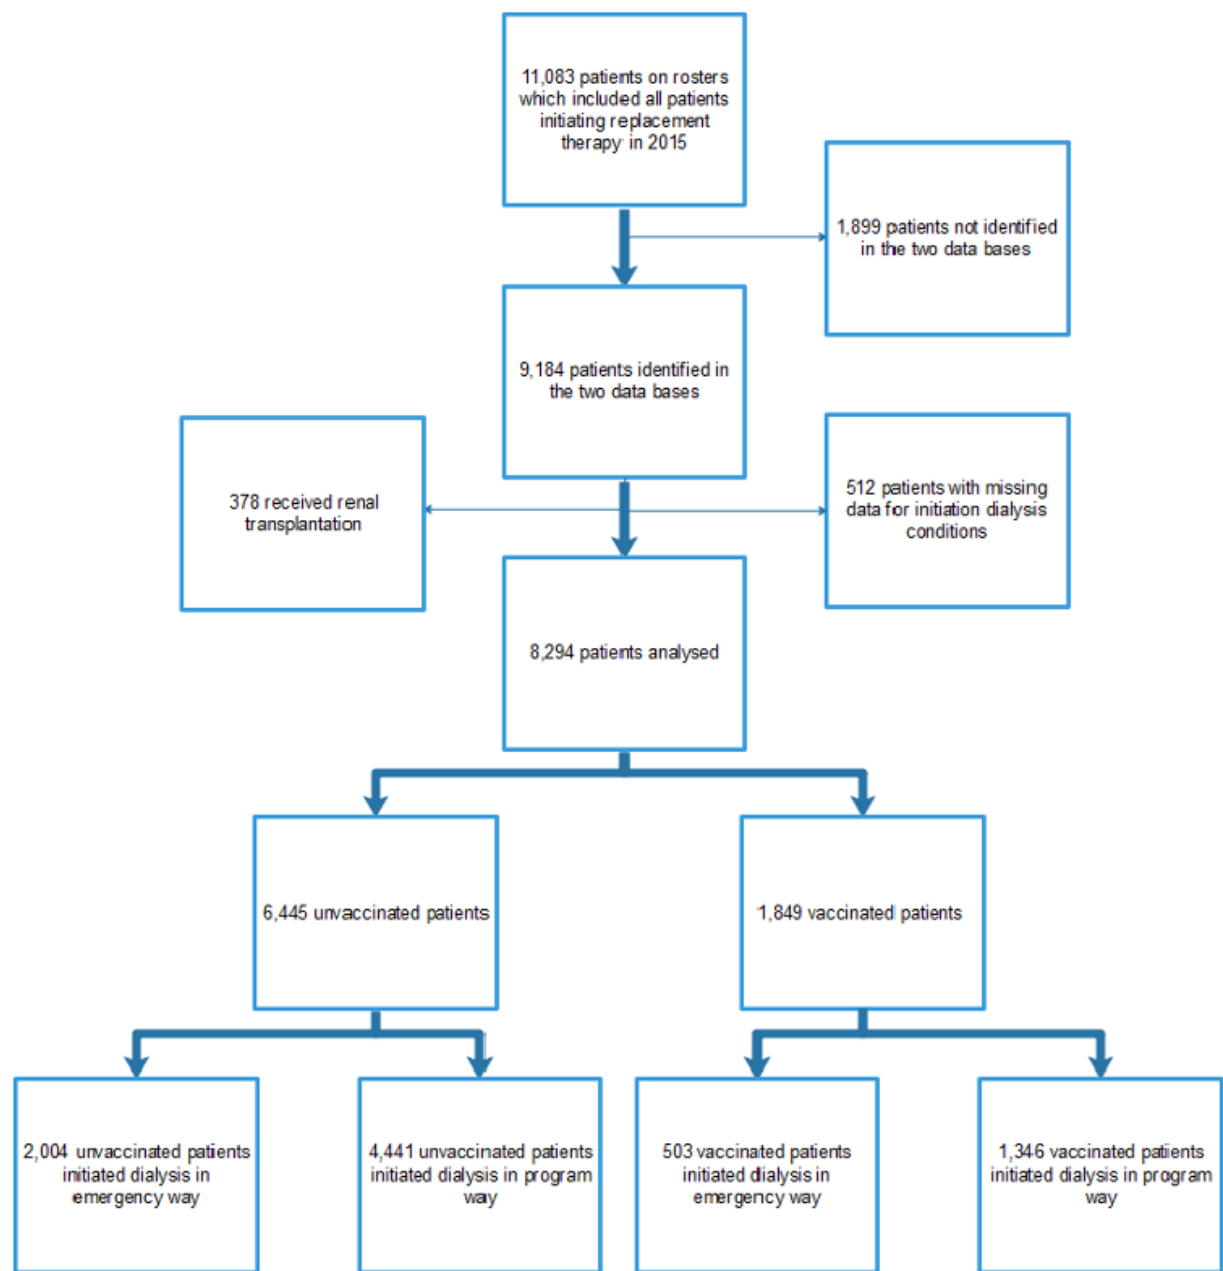 11,083 patients on rosters
which included all patients
initiating replacement
therapy in 2015
1,899 patients not identified
in the two data bases
9,184 patients identified in
the two data bases
378 received renal
transplantation
512 patients with missing
data for initiation dialysis
conditions
8,294 patients analysed
6,445 unvaccinated patients
1,849 vaccinated patients
2,004 unvaccinated patients
initiated dialysis in
emergency way
4,441 unvaccinated patients
initiated dialysis in program
way
503 vaccinated patients
initiated dialysis in
emergency way
1,346 vaccinated patients
initiated dialysis in program
way